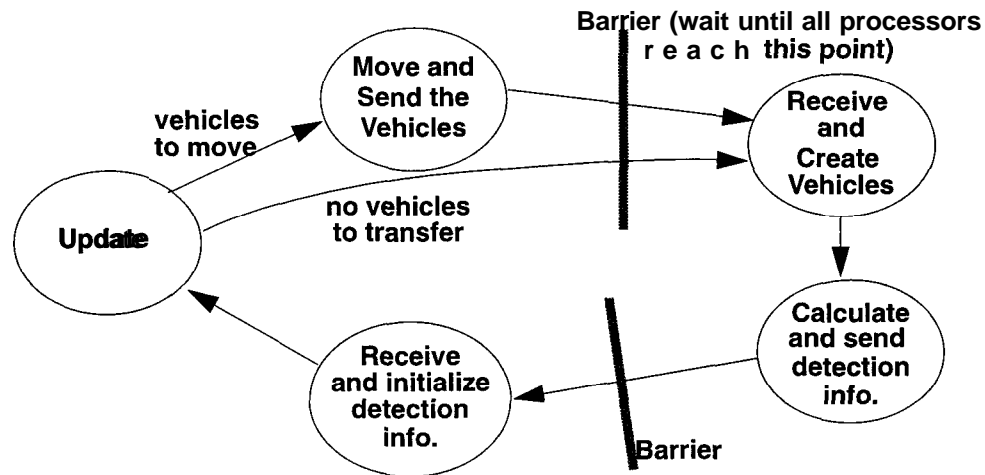 Barrier (wait until all processors
reach this point)
Move and
Send the
Vehicles
Receive
and
Create
Vehicles
vehicles
to move
no vehicles
to transfer
Update
Calculate
and send
detection
info.
Receive
and initialize
detection
info.
Barrier